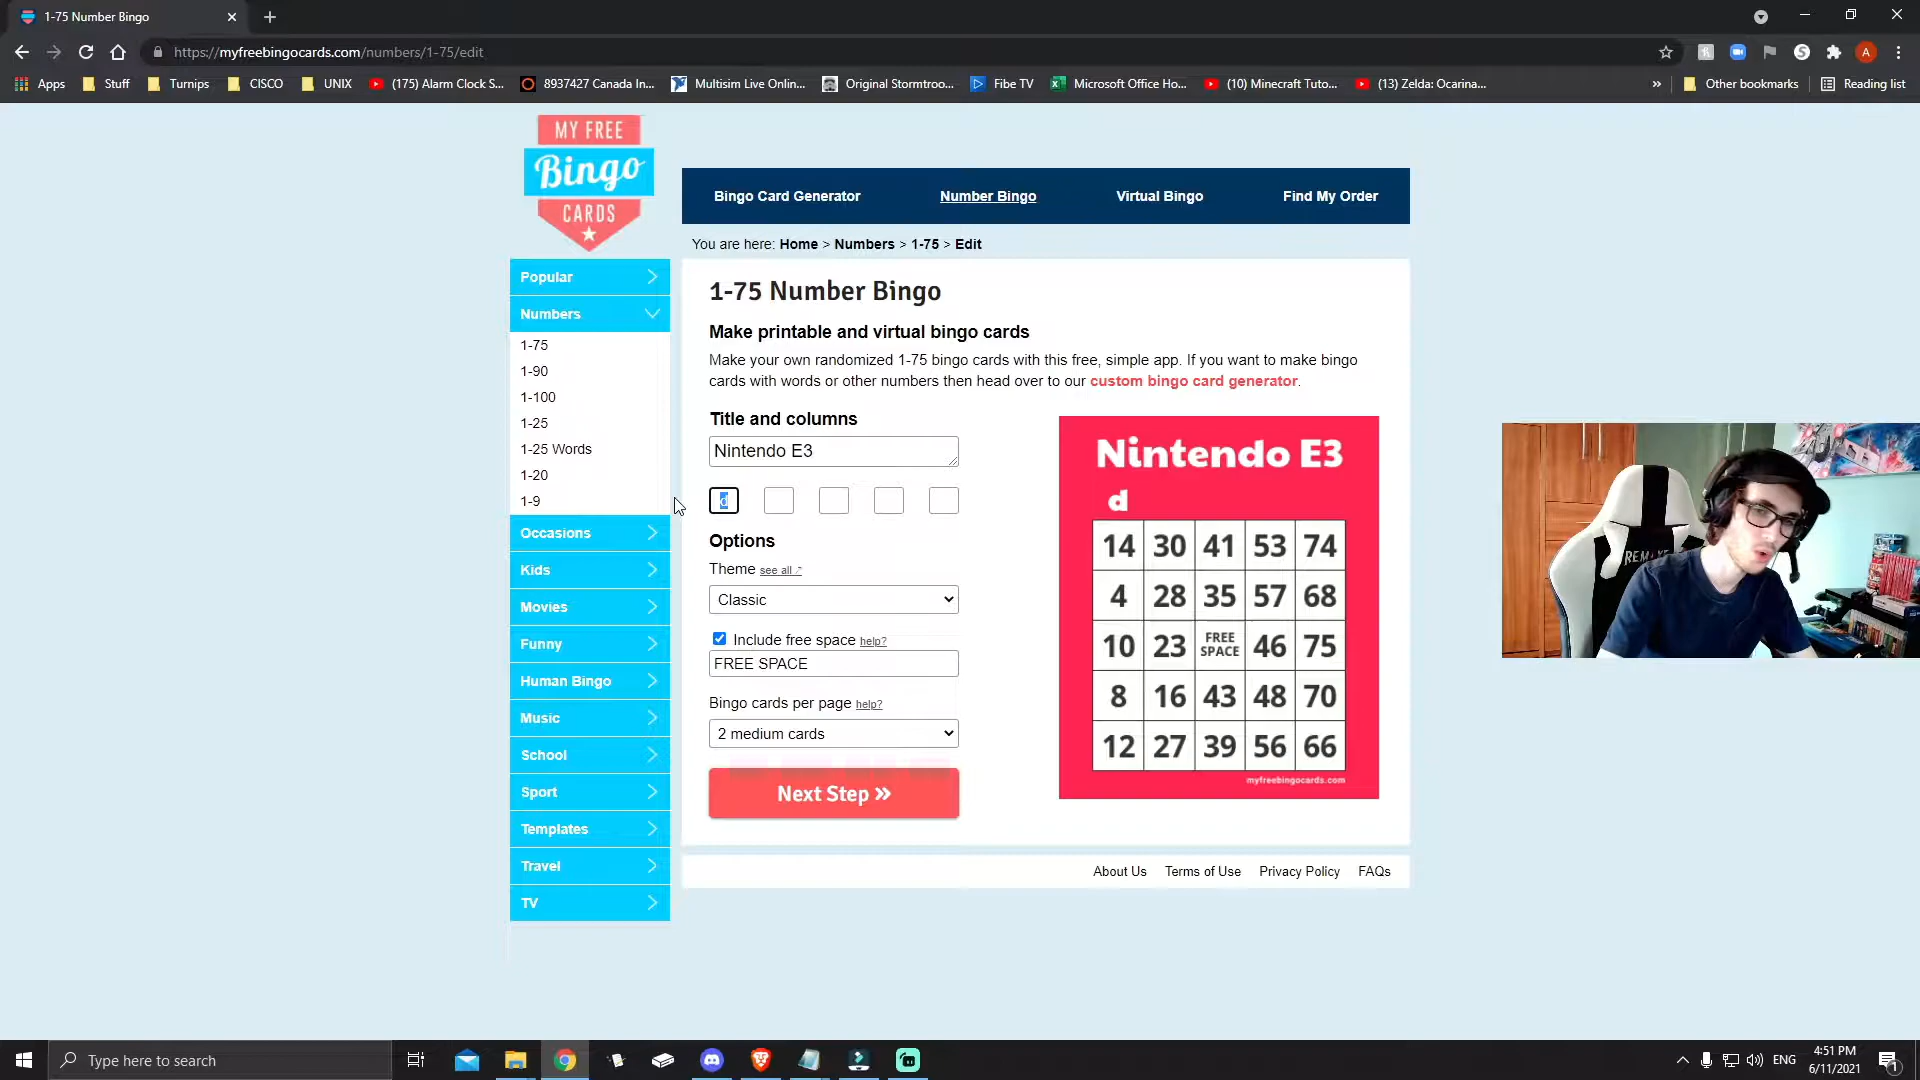 1-75 Number Bingo
https://myfreebingocards.com/numbers/1-75/edit
A
Apps
Stuff
Turnips
CISCO
UNIX
(175) Alarm Clock S...
8937427 Canada In...
Multisim Live Onlin...
Original Stormtroo...
Fibe TV
Microsoft Office Ho...
(10) Minecraft Tuto...
(13) Zelda: Ocarina...
»
Other bookmarks
Reading list
MY FREE
Bingo
CARDS
Bingo Card Generator
Number Bingo
Virtual Bingo
Find My Order
You are here: Home > Numbers > 1-75 > Edit
Popular
Numbers
1-75
1-90
1-100
1-25
1-25 Words
1-20
1-9
Occasions
Kids
Movies
Funny
Human Bingo
Music
School
Sport
Templates
Travel
TV
1-75 Number Bingo
Make printable and virtual bingo cards
Make your own randomized 1-75 bingo cards with this free, simple app. If you want to make bingo
cards with words or other numbers then head over to our custom bingo card generator.
Title and columns
Nintendo E3
d
Options
Theme see all
Classic
Include free space help?
FREE SPACE
Bingo cards per page help?
2 medium cards
Next Step »
Nintendo E3
d
14 30 41 53 74
4 28 35 57 68
10 23 FREE SPACE 46 75
8 16 43 48 70
12 27 39 56 66
myfreebingocards.com
About Us
Terms of Use
Privacy Policy
FAQs
Type here to search
ENG
4:51 PM
6/11/2021
1